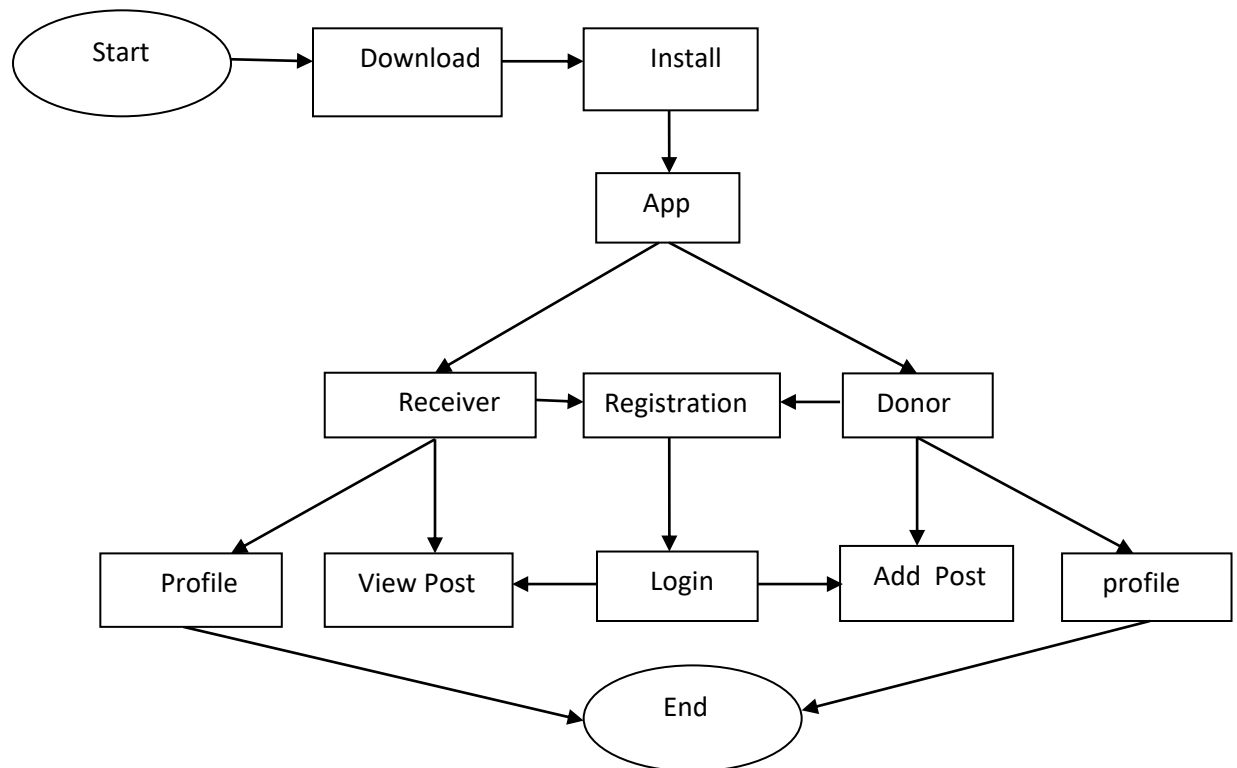 Start
Download
Install
App
Receiver
Registration
Donor
Profile
View Post
Login
Add Post
profile
End